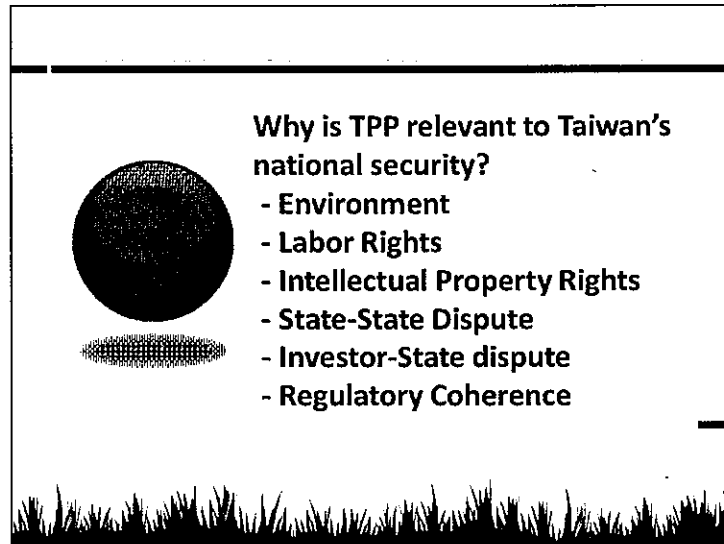 Why is TPP relevant to Taiwan's
national security?
- Environment
- Labor Rights
- Intellectual Property Rights
- State-State Dispute
- Investor-State dispute
- Regulatory Coherence